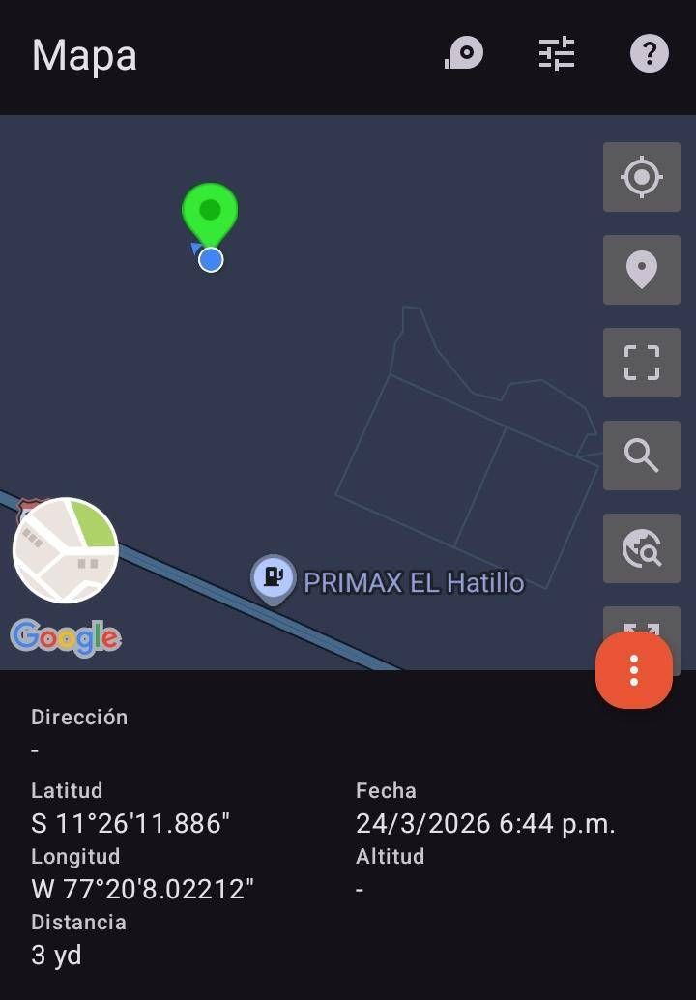 Mapa
PRIMAX EL Hatillo
Google
Dirección
-
Latitud
S 11°26'11.886"
Longitud
W 77°20'8.02212"
Distancia
3 yd
Fecha
24/3/2026 6:44 p.m.
Altitud
-